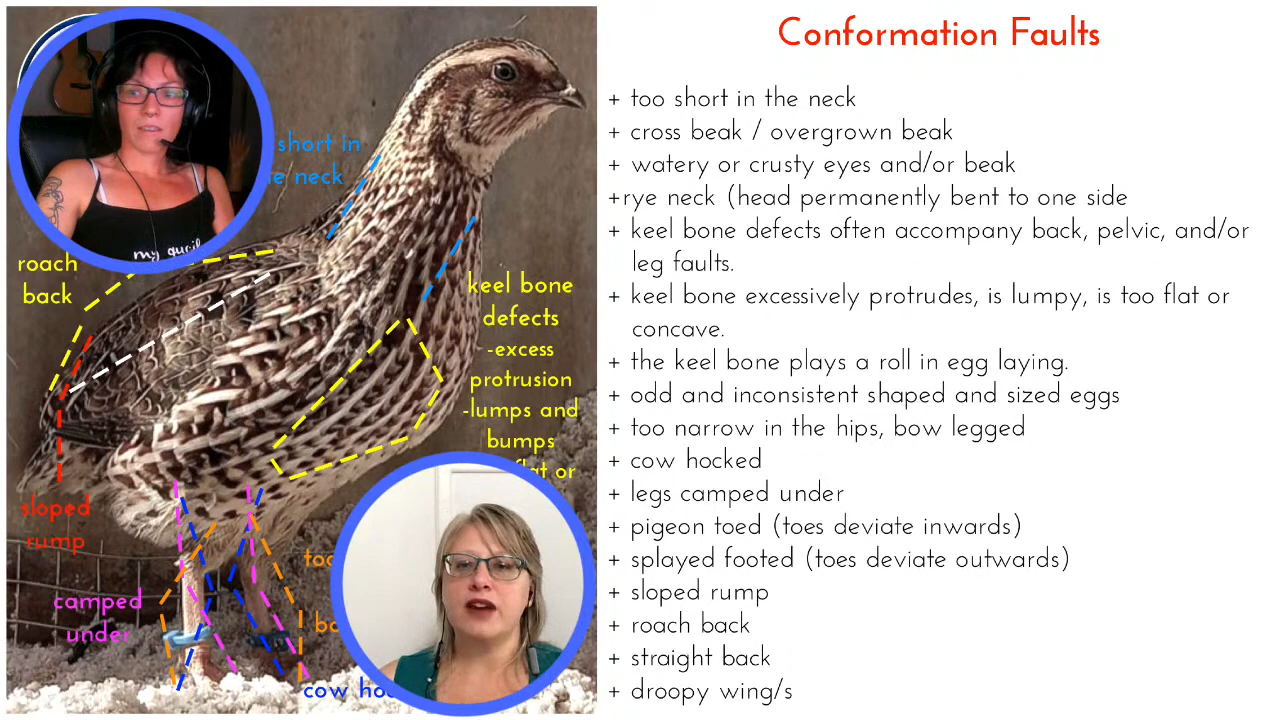 Conformation Faults
+ too short in the neck
+ cross beak / overgrown beak
+ watery or crusty eyes and/or beak
+rye neck (head permanently bent to one side
+ keel bone defects often accompany back, pelvic, and/or
leg faults.
+ keel bone excessively protrudes, is lumpy, is too flat or
concave.
+ the keel bone plays a roll in egg laying.
+ odd and inconsistent shaped and sized eggs
+ too narrow in the hips, bow legged
+ cow hocked
+ legs camped under
+ pigeon toed (toes deviate inwards)
+ splayed footed (toes deviate outwards)
+ sloped rump
+ roach back
+ straight back
+ droopy wing/s
short in
neck
my quail
roach
back
keel bone
defects
-excess
protrusion
-lumps and
bumps
flat or
sloped
rump
camped
under
cow